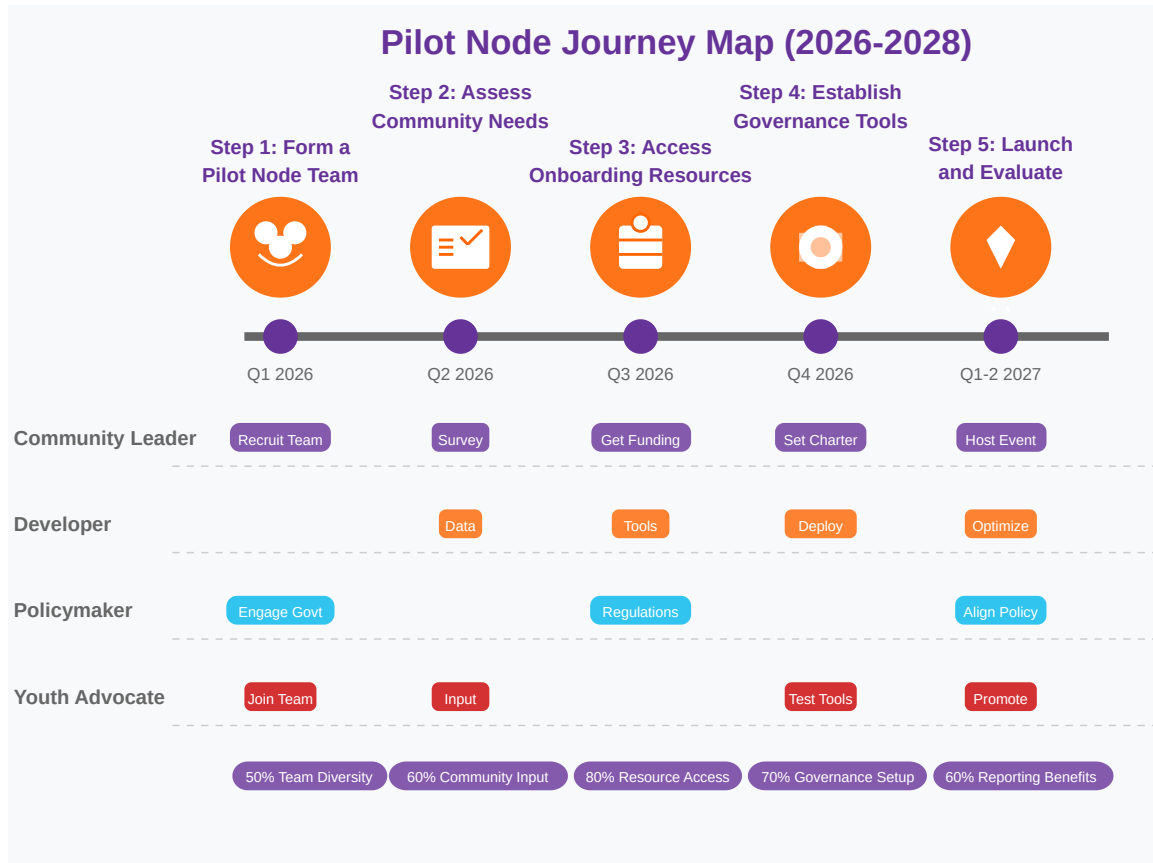 Pilot Node Journey Map (2026-2028)
Step 1: Form a
Pilot Node Team
Step 2: Assess
Community Needs
Step 3: Access
Onboarding Resources
Step 4: Establish
Governance Tools
Step 5: Launch
and Evaluate
Q1 2026
Q2 2026
Q3 2026
Q4 2026
Q1-2 2027
Community Leader
Recruit Team
Survey
Get Funding
Set Charter
Host Event
Developer
Data
Tools
Deploy
Optimize
Policymaker
Engage Govt
Regulations
Align Policy
Youth Advocate
Join Team
Input
Test Tools
Promote
50% Team Diversity
60% Community Input
80% Resource Access
70% Governance Setup
60% Reporting Benefits